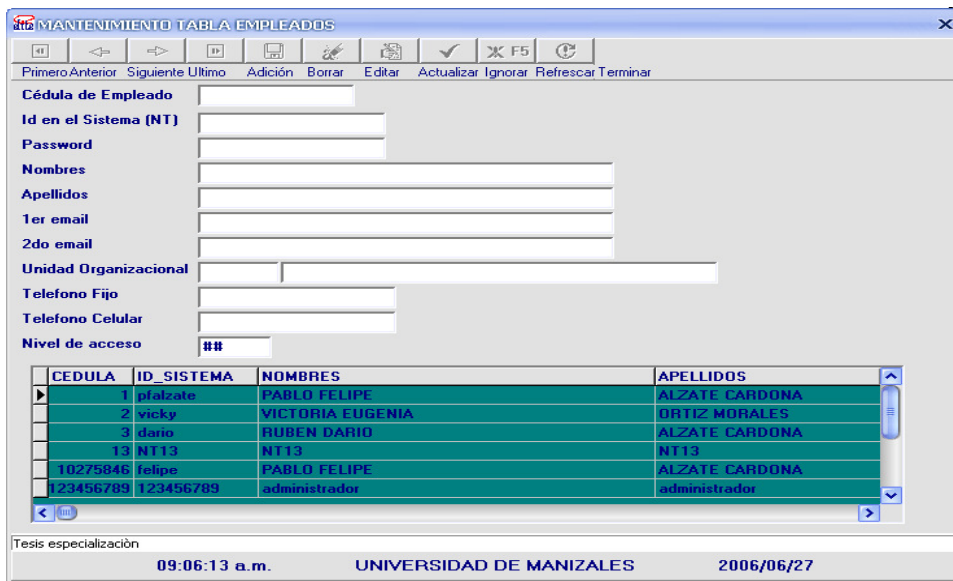 MANTENIMIENTO TABLA EMPLEADOS
F5
Primero Anterior Siguiente Ultimo Adición Borrar Editar Actualizar Ignorar Refrescar Terminar
Cédula de Empleado
Id en el Sistema (NT)
Password
Nombres
Apellidos
1er email
2do email
Unidad Organizacional
Telefono Fijo
Telefono Celular
Nivel de acceso ##
CEDULA ID_SISTEMA NOMBRES APELLIDOS
1 pfalzate PABLO FELIPE ALZATE CARDONA
2 vicky VICTORIA EUGENIA ORTIZ MORALES
3 dario RUBEN DARIO ALZATE CARDONA
13 NT13 NT13 NT13
10275846 felipe PABLO FELIPE ALZATE CARDONA
123456789 123456789 administrador administrador
Tesis especializaciòn
09:06:13 a.m. UNIVERSIDAD DE MANIZALES 2006/06/27